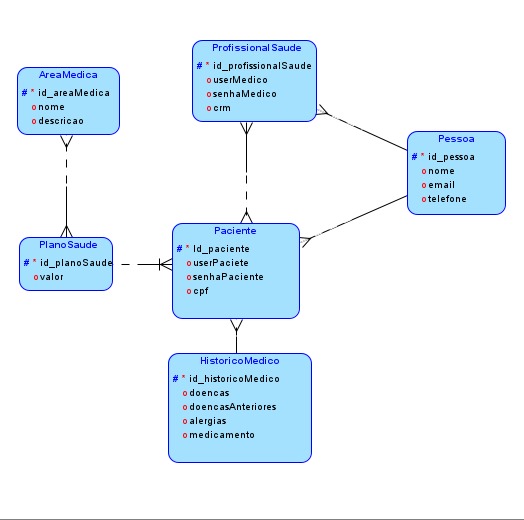 ProfissionalSaude
# * id_profissionalSaude
o userMedico
o senhaMedico
o crm
AreaMedica
# * id_areaMedica
o nome
o descricao
Pessoa
# * id_pessoa
o nome
o email
o telefone
PlanoSaude
# * id_planoSaude
o valor
Paciente
# * Id_paciente
o userPaciete
o senhaPaciente
o cpf
HistoricoMedico
# * id_historicoMedico
o doencas
o doencasAnteriores
o alergias
o medicamento